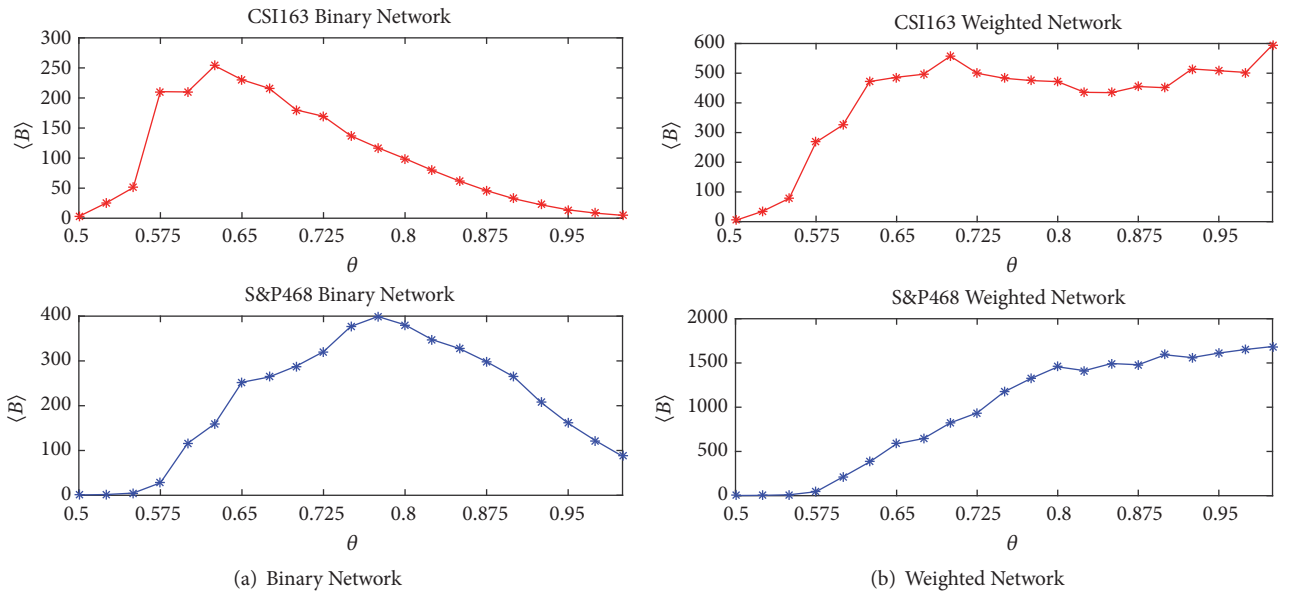 CSI163 Binary Network
300
250
200
150
100
50
0
⟨B⟩
0.5 0.575 0.65 0.725 0.8 0.875 0.95
θ
S&P468 Binary Network
400
300
200
100
0
⟨B⟩
0.5 0.575 0.65 0.725 0.8 0.875 0.95
θ
(a) Binary Network
CSI163 Weighted Network
600
500
400
300
200
100
0
⟨B⟩
0.5 0.575 0.65 0.725 0.8 0.875 0.95
θ
S&P468 Weighted Network
2000
1500
1000
500
0
⟨B⟩
0.5 0.575 0.65 0.725 0.8 0.875 0.95
θ
(b) Weighted Network